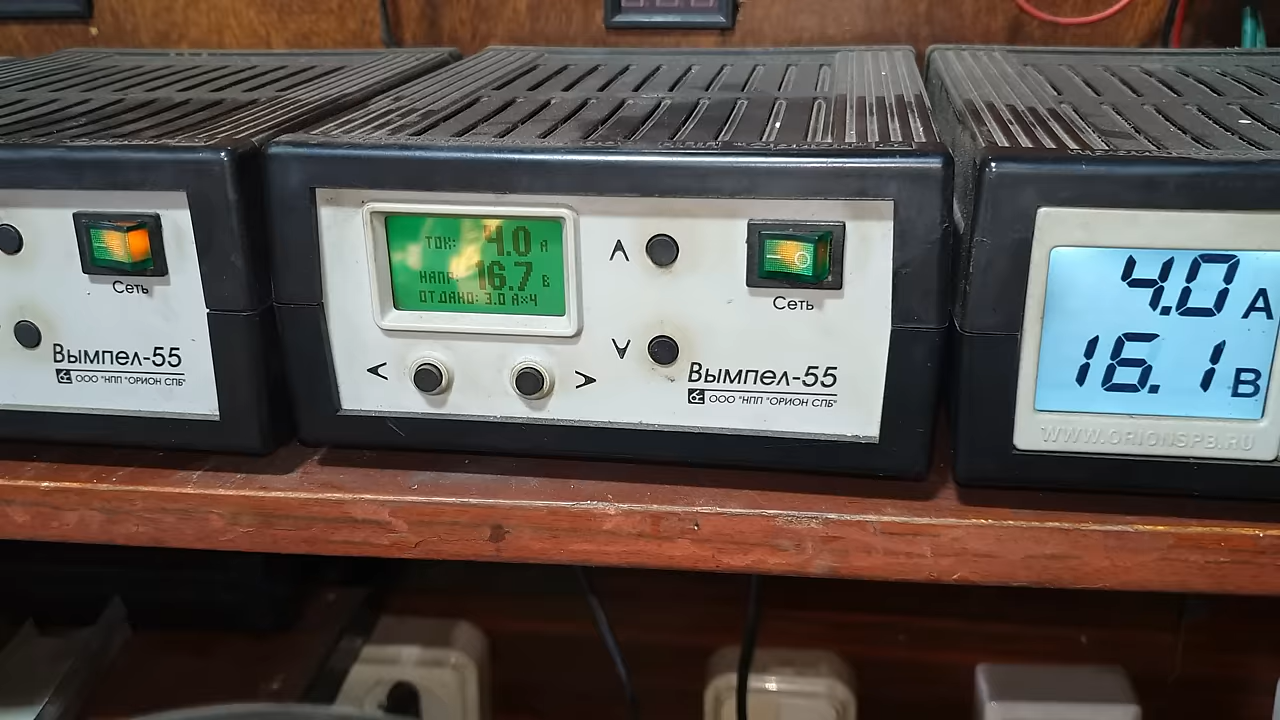 Сеть
Вымпел-55
ООО "НПП "ОРИОН СПБ"
ТОК: 4.0 А
НАПР: 16.7 В
ОТДАНО: 3.0 А×Ч
Сеть
Вымпел-55
ООО "НПП "ОРИОН СПБ"
4.0 А
16.1 В
WWW.ORIONSPB.RU